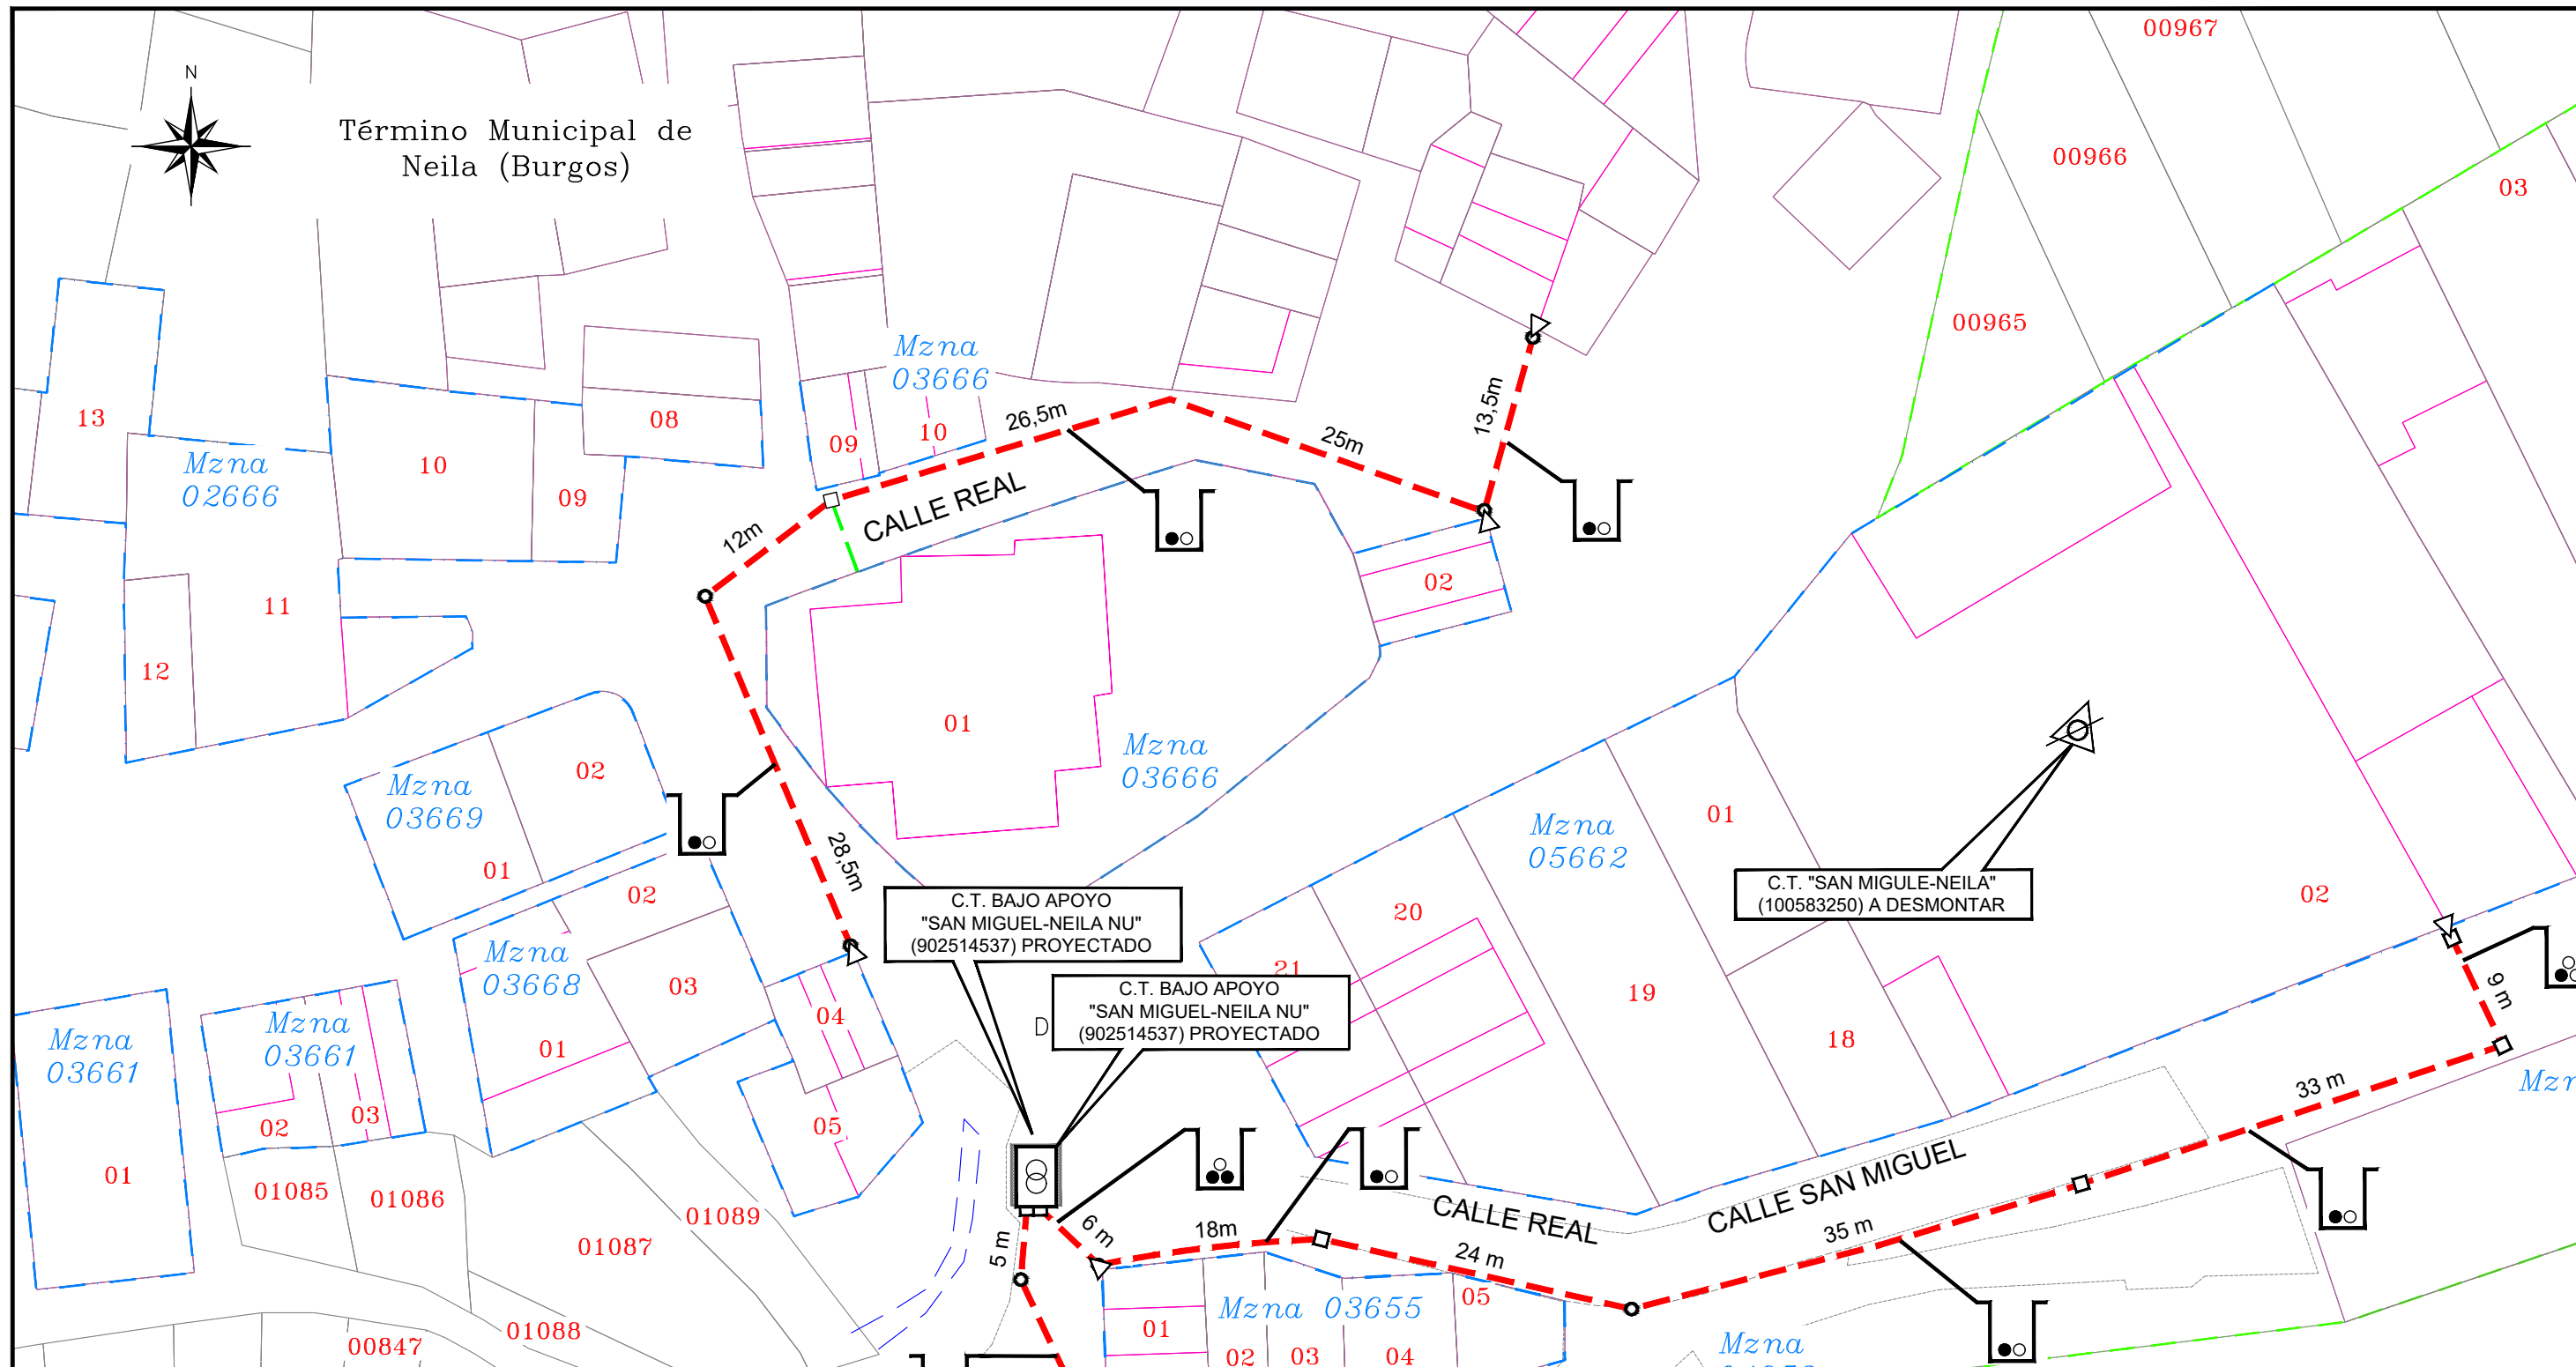 N
Término Municipal de
Neila (Burgos)
00967
00966
03
00965
Mzna
03666
13
08
10
09
10
Mzna
02666
09
26,5m
25m
13,5m
12m
CALLE REAL
02
11
12
01
Mzna
03666
Mzna
03669
02
01
28,5m
Mzna
05662
01
C.T. "SAN MIGULE-NEILA"
(100583250) A DESMONTAR
02
02
C.T. BAJO APOYO
"SAN MIGUEL-NEILA NU"
(902514537) PROYECTADO
20
21
19
18
9 m
Mzna
03668
03
01
04
05
D
C.T. BAJO APOYO
"SAN MIGUEL-NEILA NU"
(902514537) PROYECTADO
Mzna
03661
01
Mzna
03661
02
03
33 m
01085
01086
01087
01089
5 m
6 m
18m
24 m
CALLE REAL
CALLE SAN MIGUEL
35 m
Mzna 03655
05
01
02
03
04
01088
00847
Mzna